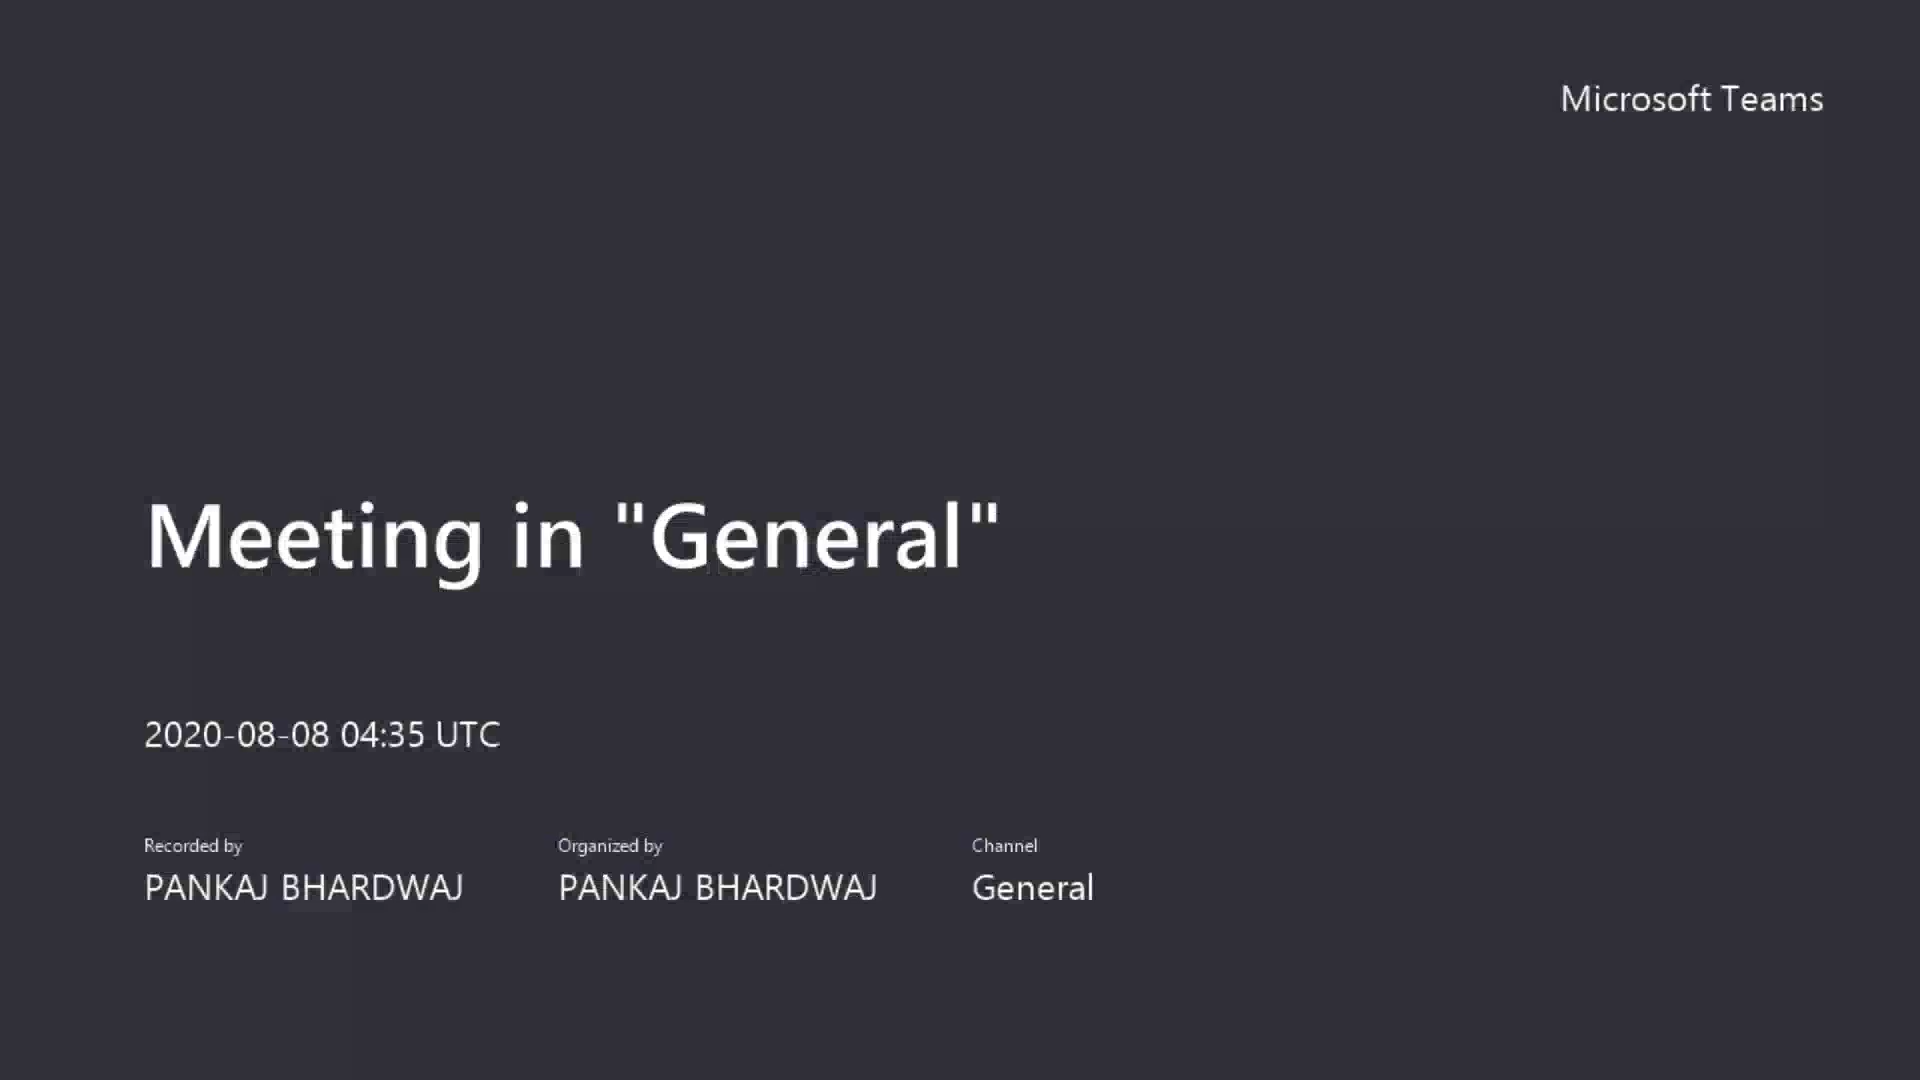 Microsoft Teams
Meeting in "General"
2020-08-08 04:35 UTC
Recorded by
PANKAJ BHARDWAJ
Organized by
PANKAJ BHARDWAJ
Channel
General